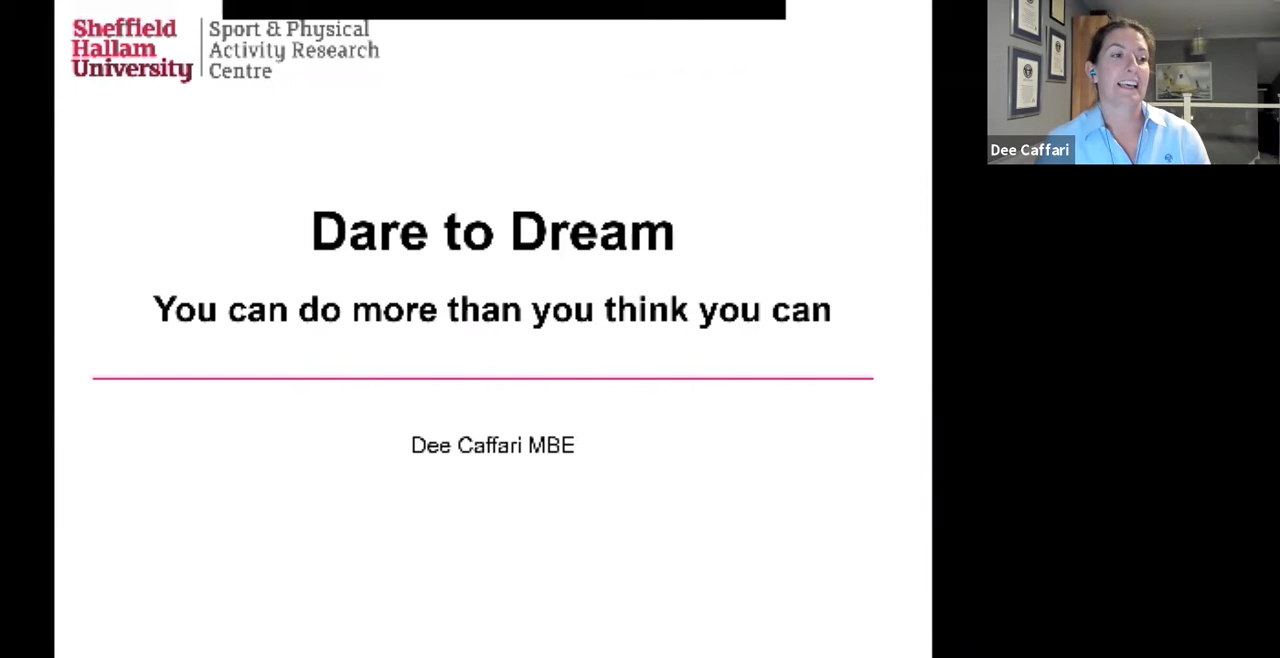 Sheffield
Hallam
University
Sport & Physical
Activity Research
Centre
Dare to Dream
You can do more than you think you can
Dee Caffari MBE
Dee Caffari